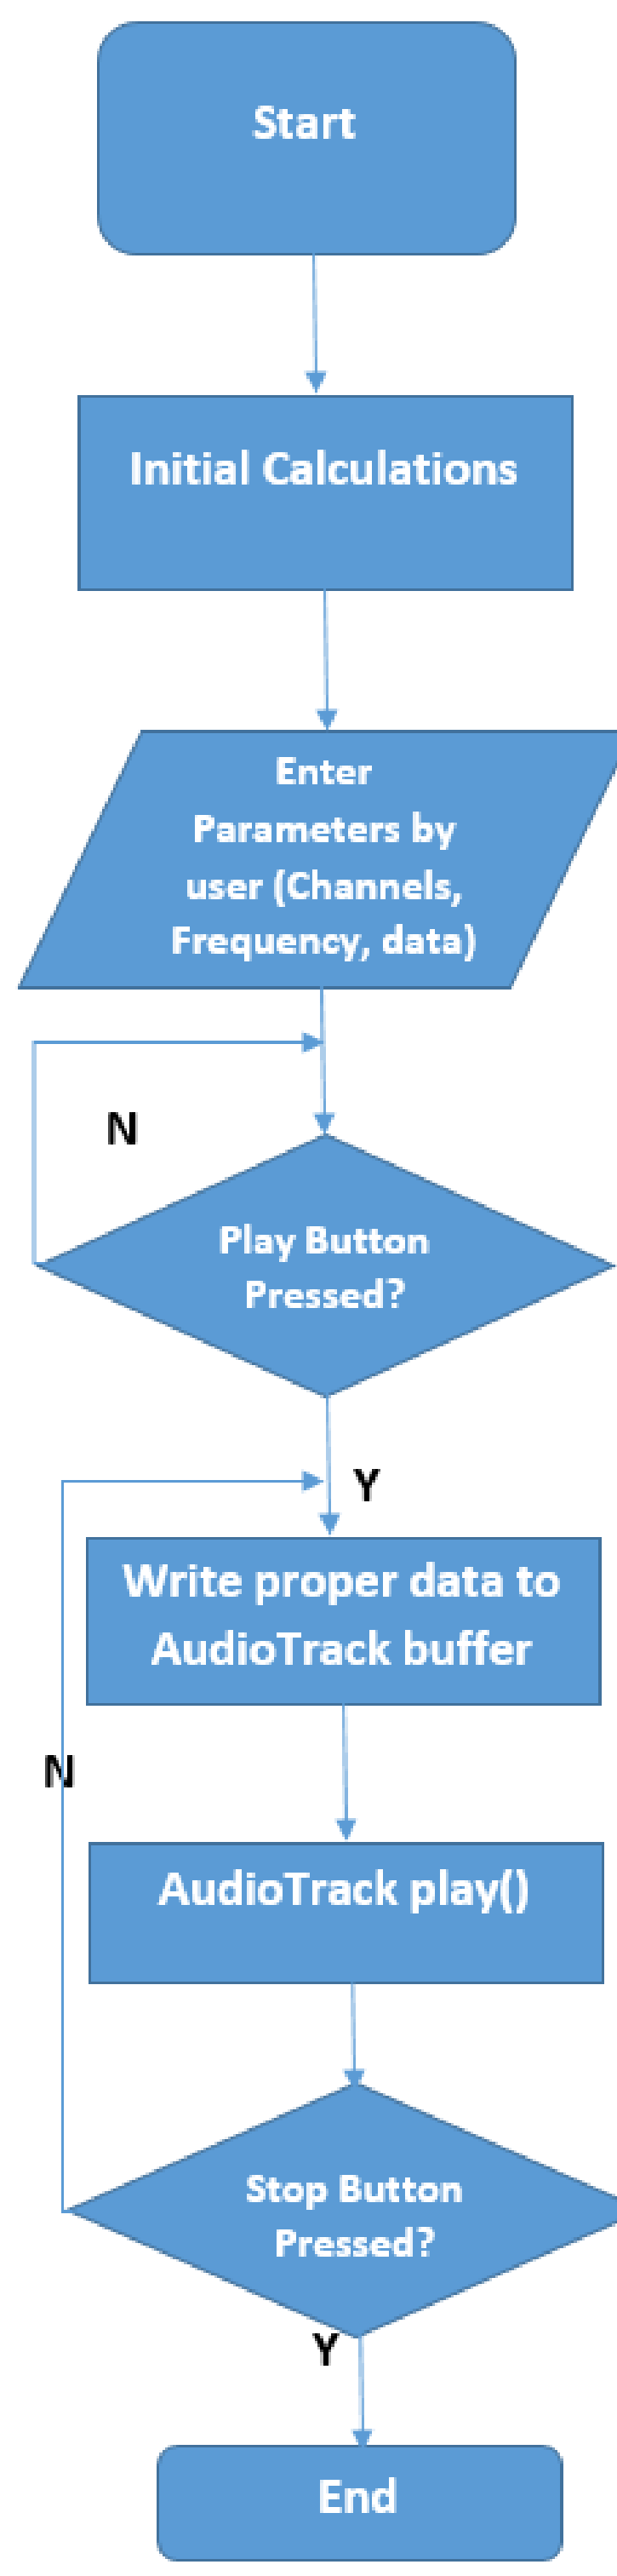 Start
Initial Calculations
Enter
Parameters by
user (Channels,
Frequency, data)
N
Play Button
Pressed?
Y
Write proper data to
AudioTrack buffer
N
AudioTrack play()
Stop Button
Pressed?
Y
End